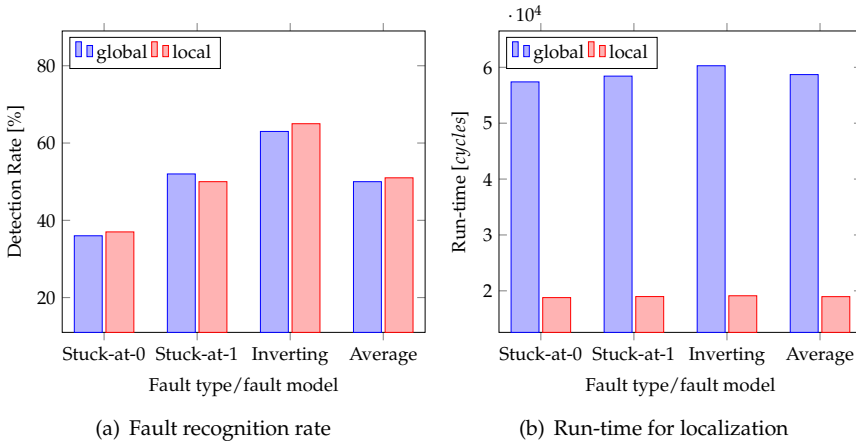 global local
Detection Rate [%]
80
60
40
20
Stuck-at-0 Stuck-at-1 Inverting Average
Fault type/fault model
(a) Fault recognition rate
·10⁴
global local
Run-time [cycles]
6
5
4
3
2
Stuck-at-0 Stuck-at-1 Inverting Average
Fault type/fault model
(b) Run-time for localization